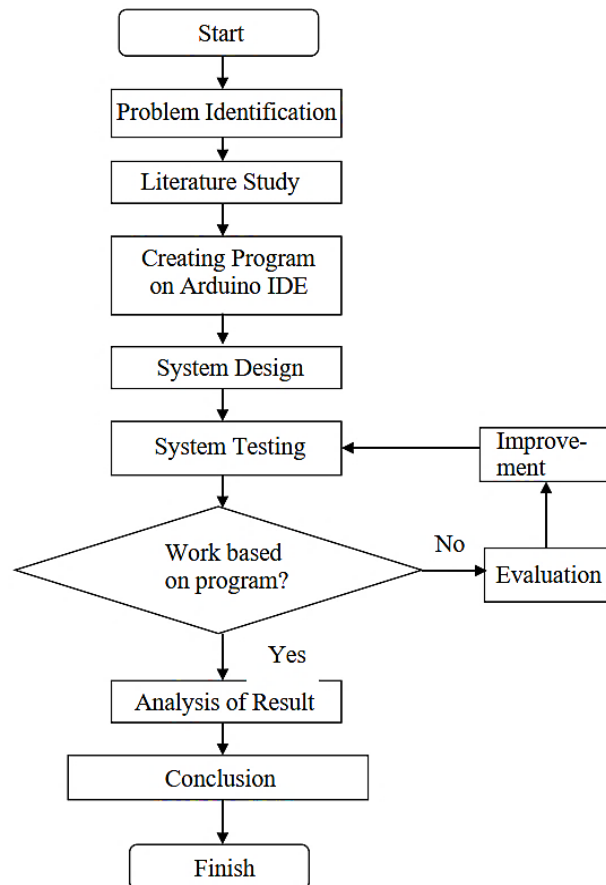 Start
Problem Identification
Literature Study
Creating Program
on Arduino IDE
System Design
System Testing
Improve-
ment
Work based
on program?
No
Evaluation
Yes
Analysis of Result
Conclusion
Finish